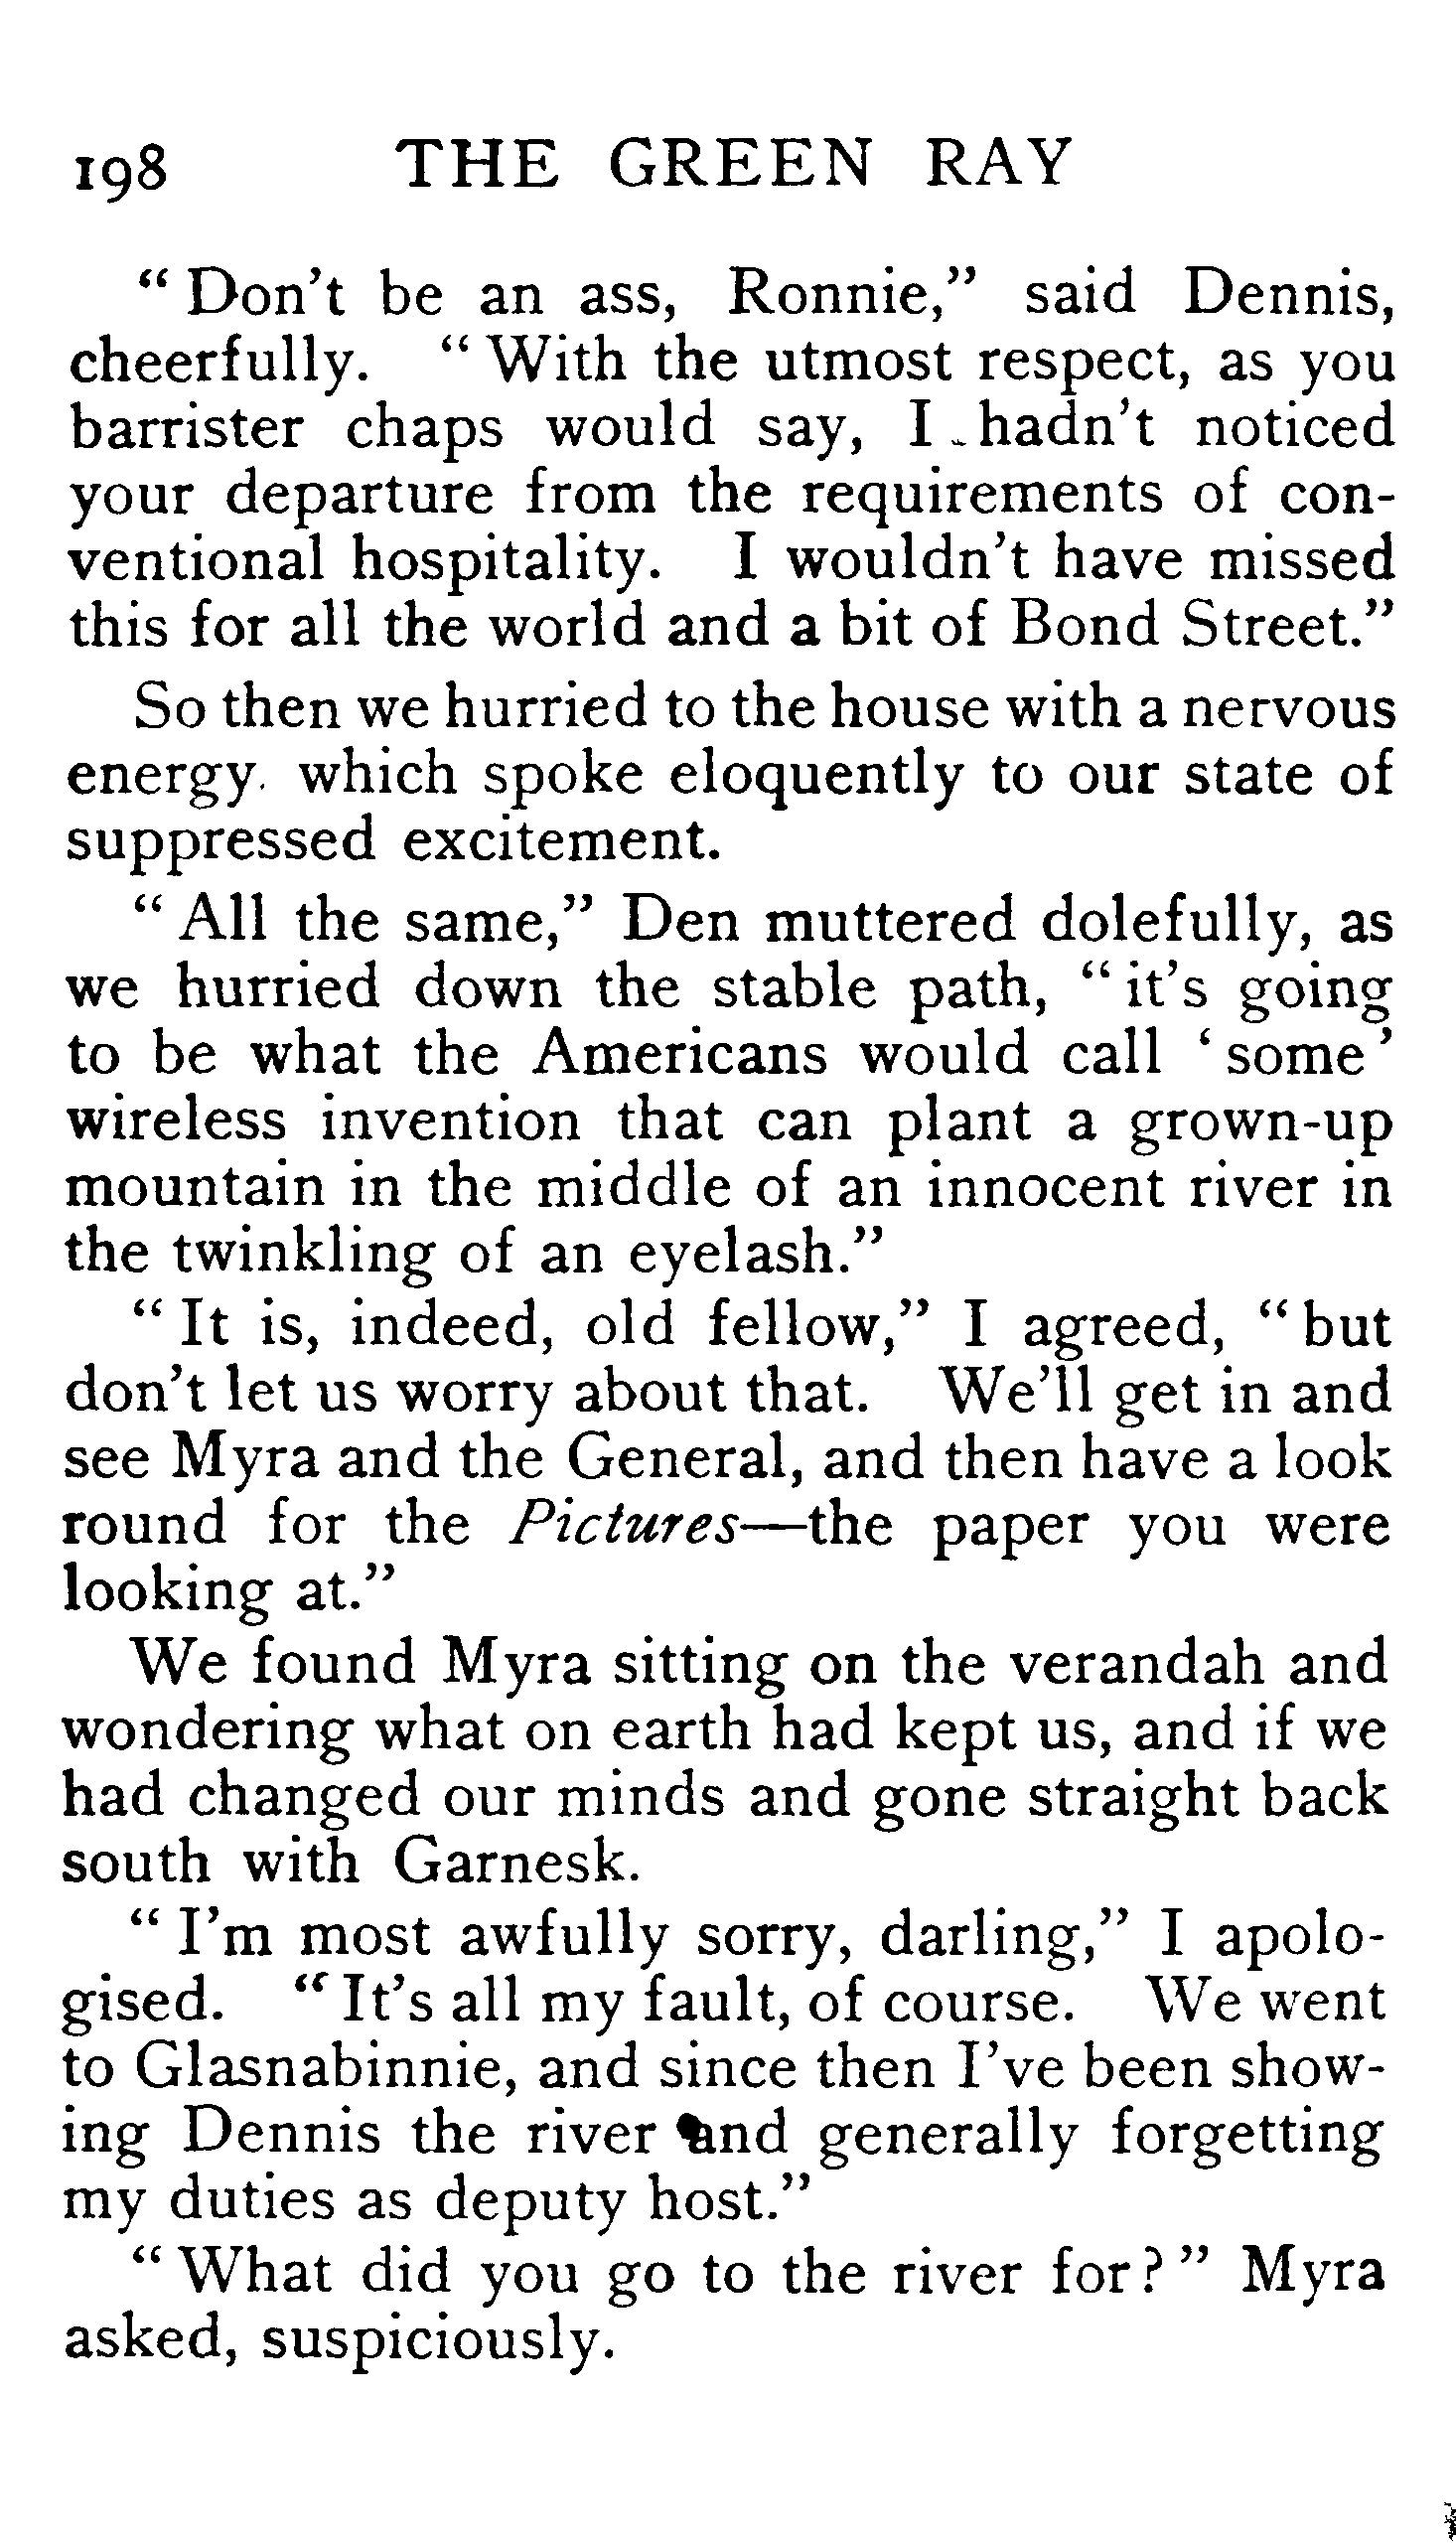 198 THE GREEN RAY
“ Don't be an ass, Ronnie,” said Dennis,
cheerfully. “ With the utmost respect, as you
barrister chaps would say, I hadn't noticed
your departure from the requirements of con-
ventional hospitality. I wouldn't have missed
this for all the world and a bit of Bond Street.”
So then we hurried to the house with a nervous
energy which spoke eloquently to our state of
suppressed excitement.
“ All the same,” Den muttered dolefully, as
we hurried down the stable path, “ it's going
to be what the Americans would call ‘ some ’
wireless invention that can plant a grown-up
mountain in the middle of an innocent river in
the twinkling of an eyelash.”
“ It is, indeed, old fellow,” I agreed, “ but
don't let us worry about that. We'll get in and
see Myra and the General, and then have a look
round for the Pictures—the paper you were
looking at.”
We found Myra sitting on the verandah and
wondering what on earth had kept us, and if we
had changed our minds and gone straight back
south with Garnesk.
“ I'm most awfully sorry, darling,” I apolo-
gised. “ It's all my fault, of course. We went
to Glasnabinnie, and since then I've been show-
ing Dennis the river and generally forgetting
my duties as deputy host.”
“ What did you go to the river for ? ” Myra
asked, suspiciously.